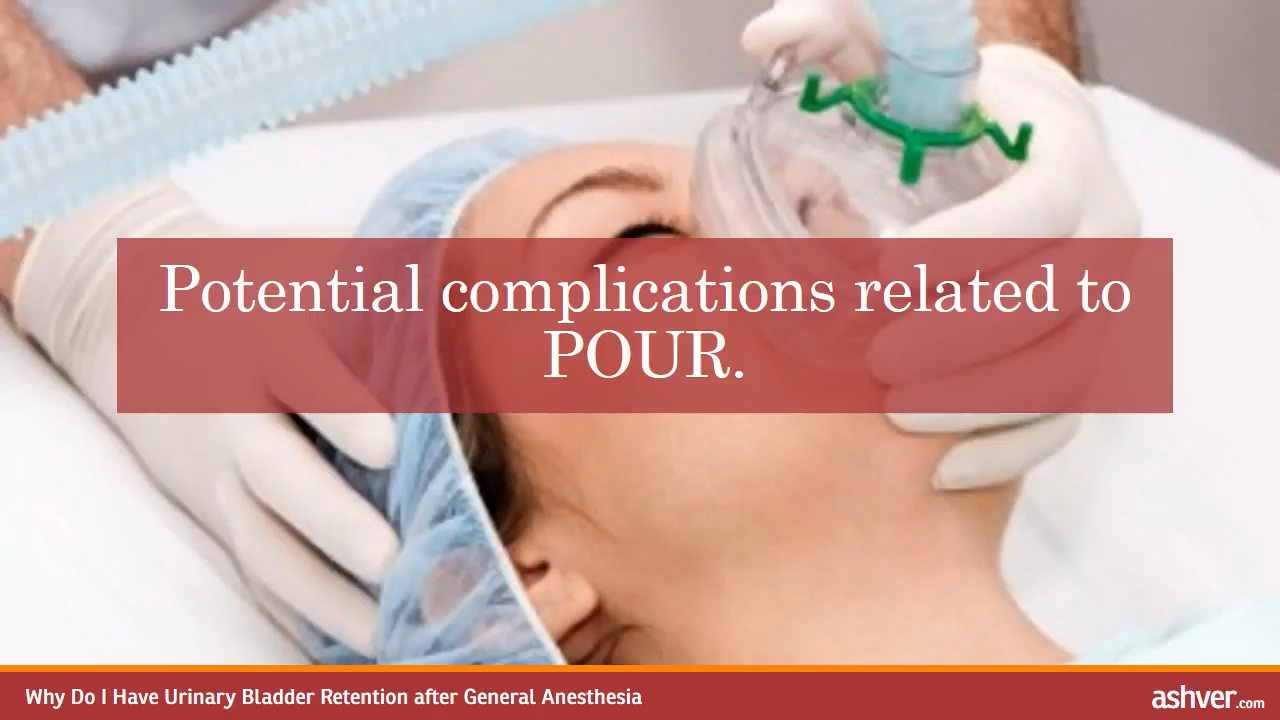 Potential complications related to
POUR.
Why Do I Have Urinary Bladder Retention after General Anesthesia
ashver.com